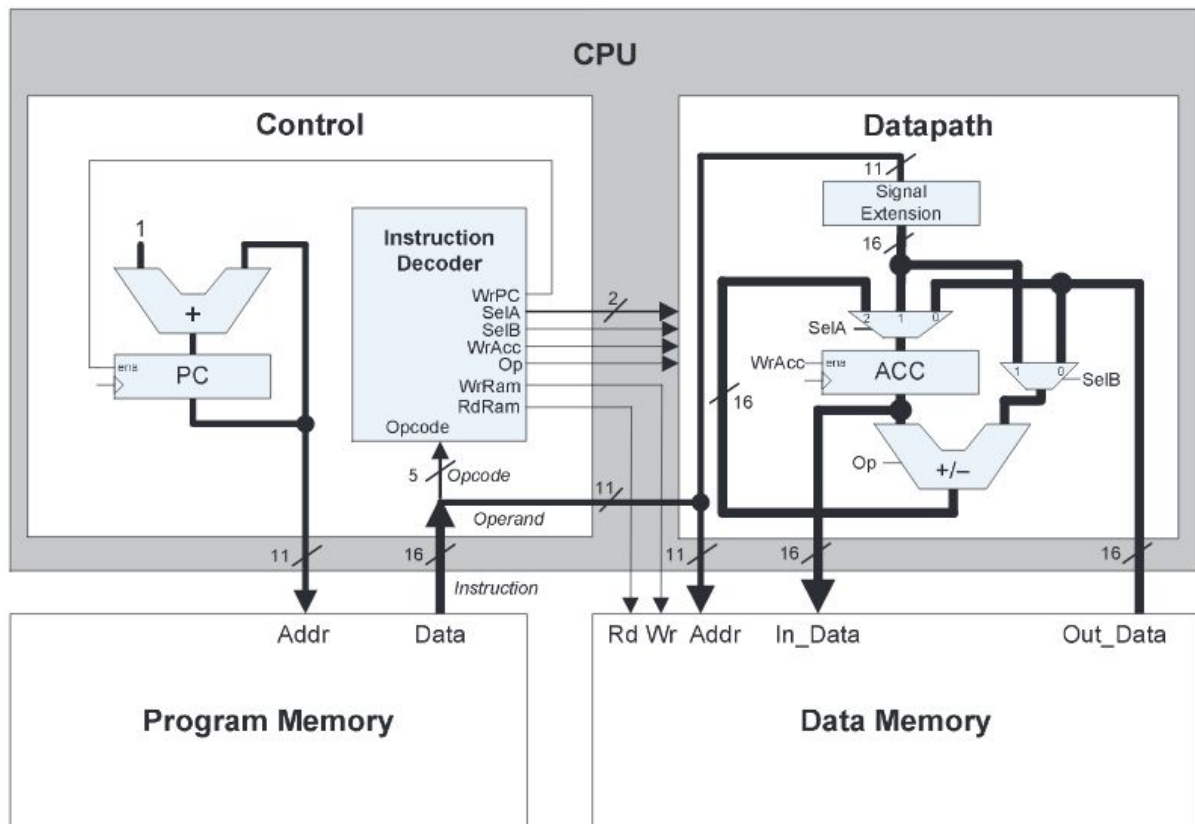 CPU
Control
Datapath
11
Signal
Extension
16
1
Instruction
Decoder
WrPC
SelA
SelB
WrAcc
Op
WrRam
RdRam
Opcode
2
+
ena
PC
2 1 0
SelA
WrAcc
ena
ACC
1 0
SelB
16
Op
+/–
5
Opcode
11
Operand
11
16
Instruction
11
16
16
Addr
Data
Rd Wr Addr
In_Data
Out_Data
Program Memory
Data Memory